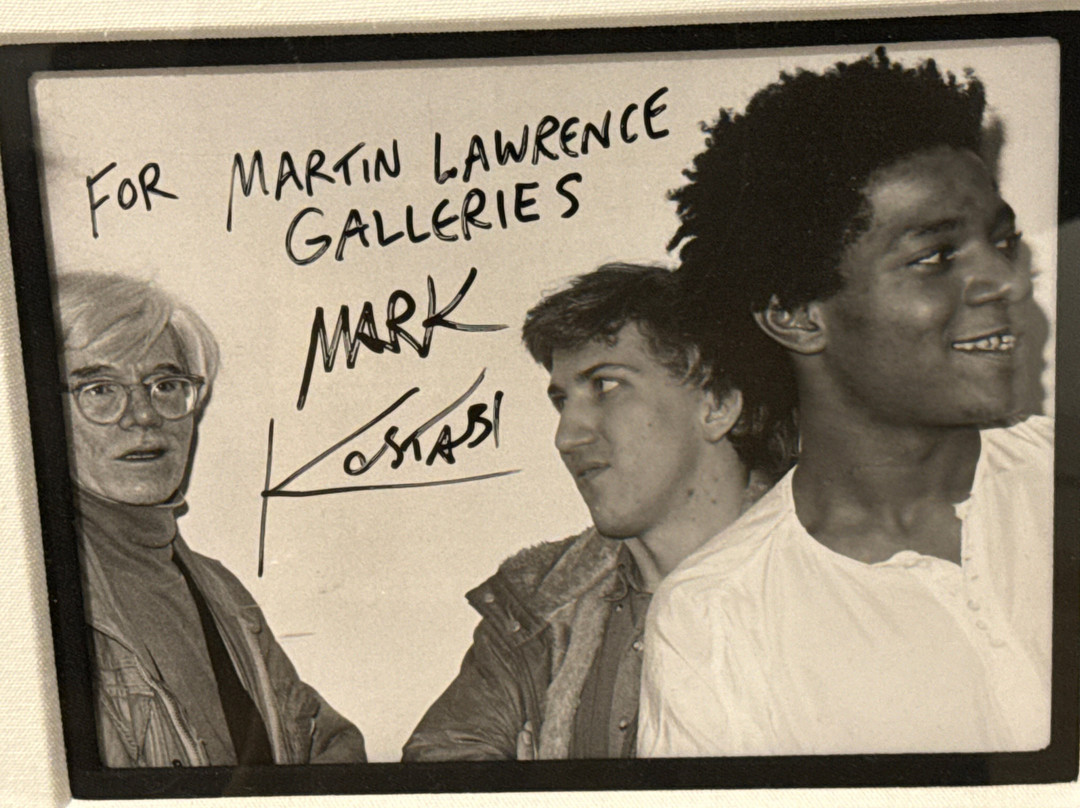 FOR MARTIN LAWRENCE
GALLERIES
MARK
KOSTABI